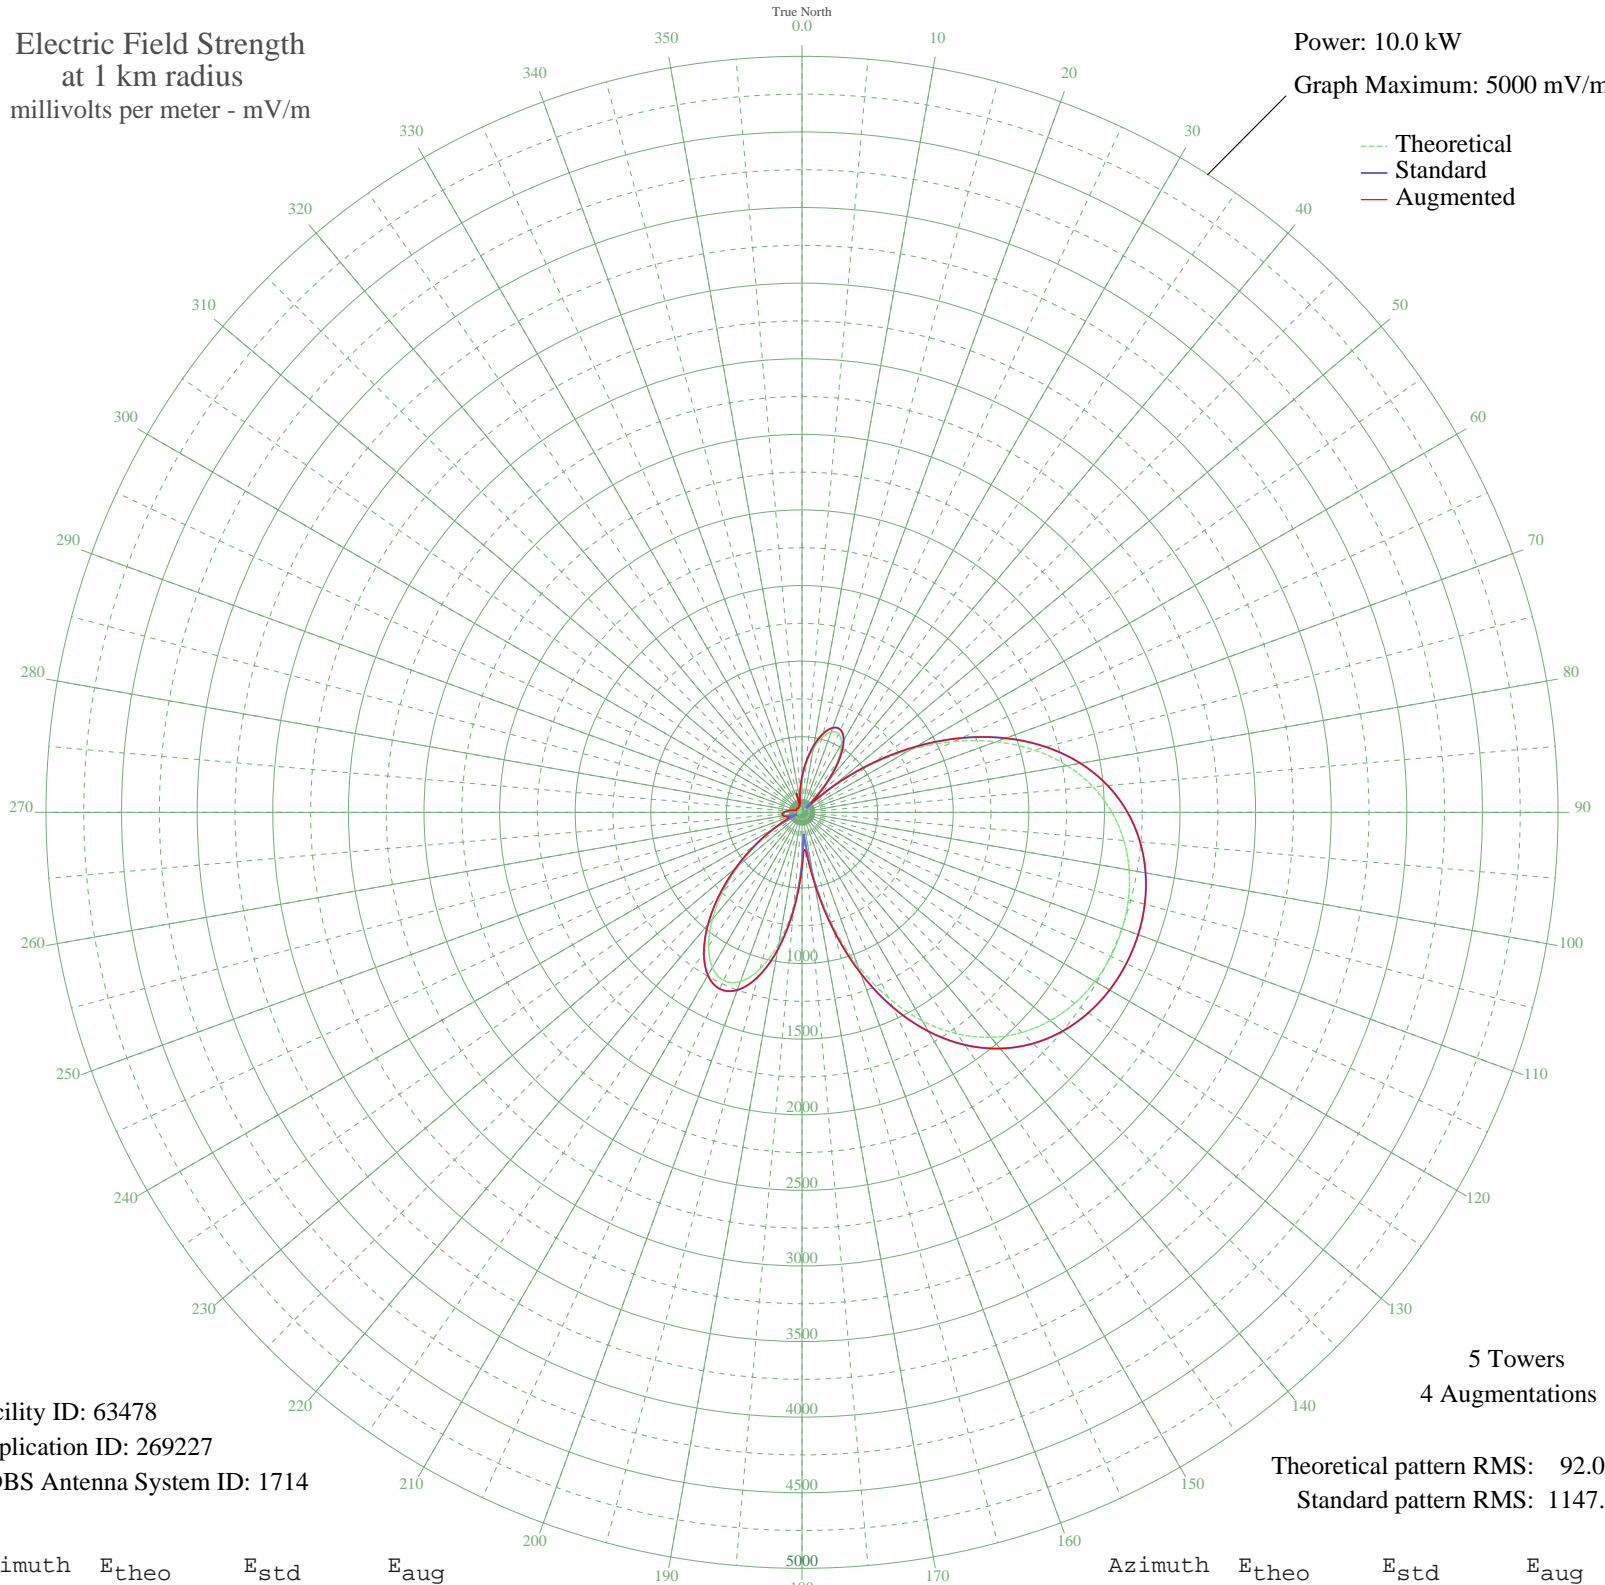 True North
0.0
Electric Field Strength
at 1 km radius
millivolts per meter - mV/m
Power: 10.0 kW
Graph Maximum: 5000 mV/m
Theoretical
Standard
Augmented
10
20
30
40
50
60
70
80
90
100
110
120
130
140
150
160
170
190
200
210
220
230
240
250
260
270
280
290
300
310
320
330
340
350
1000
1500
2000
2500
3000
3500
4000
4500
5000
5 Towers
4 Augmentations
cility ID: 63478
plication ID: 269227
DBS Antenna System ID: 1714
Theoretical pattern RMS: 92.0
Standard pattern RMS: 1147.
imuth Etheo Estd Eaug
Azimuth Etheo Estd Eaug